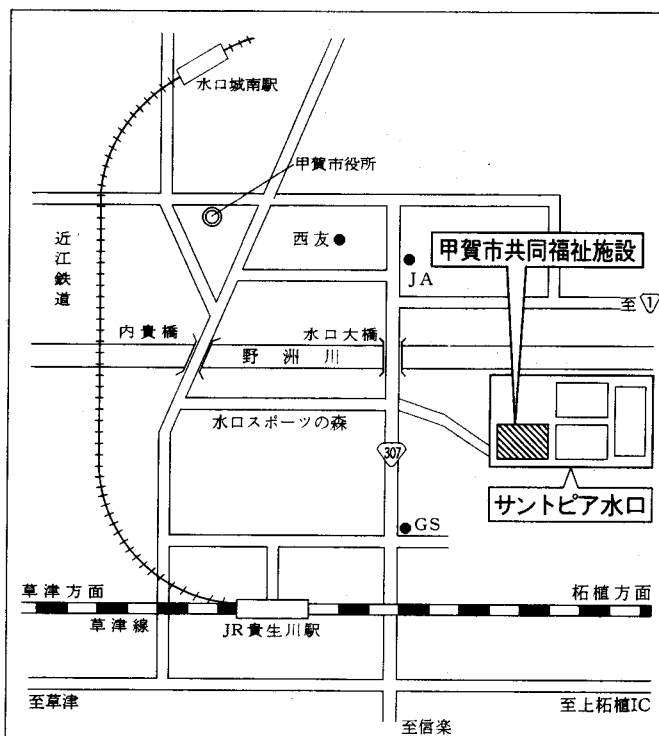 水口城南駅
甲賀市役所
近江鉄道
西友
JA
甲賀市共同福祉施設
至 1
内貴橋
水口大橋
野洲川
水口スポーツの森
307
サントピア水口
GS
草津方面
柘植方面
草津線
JR貴生川駅
至草津
至上柘植IC
至信楽